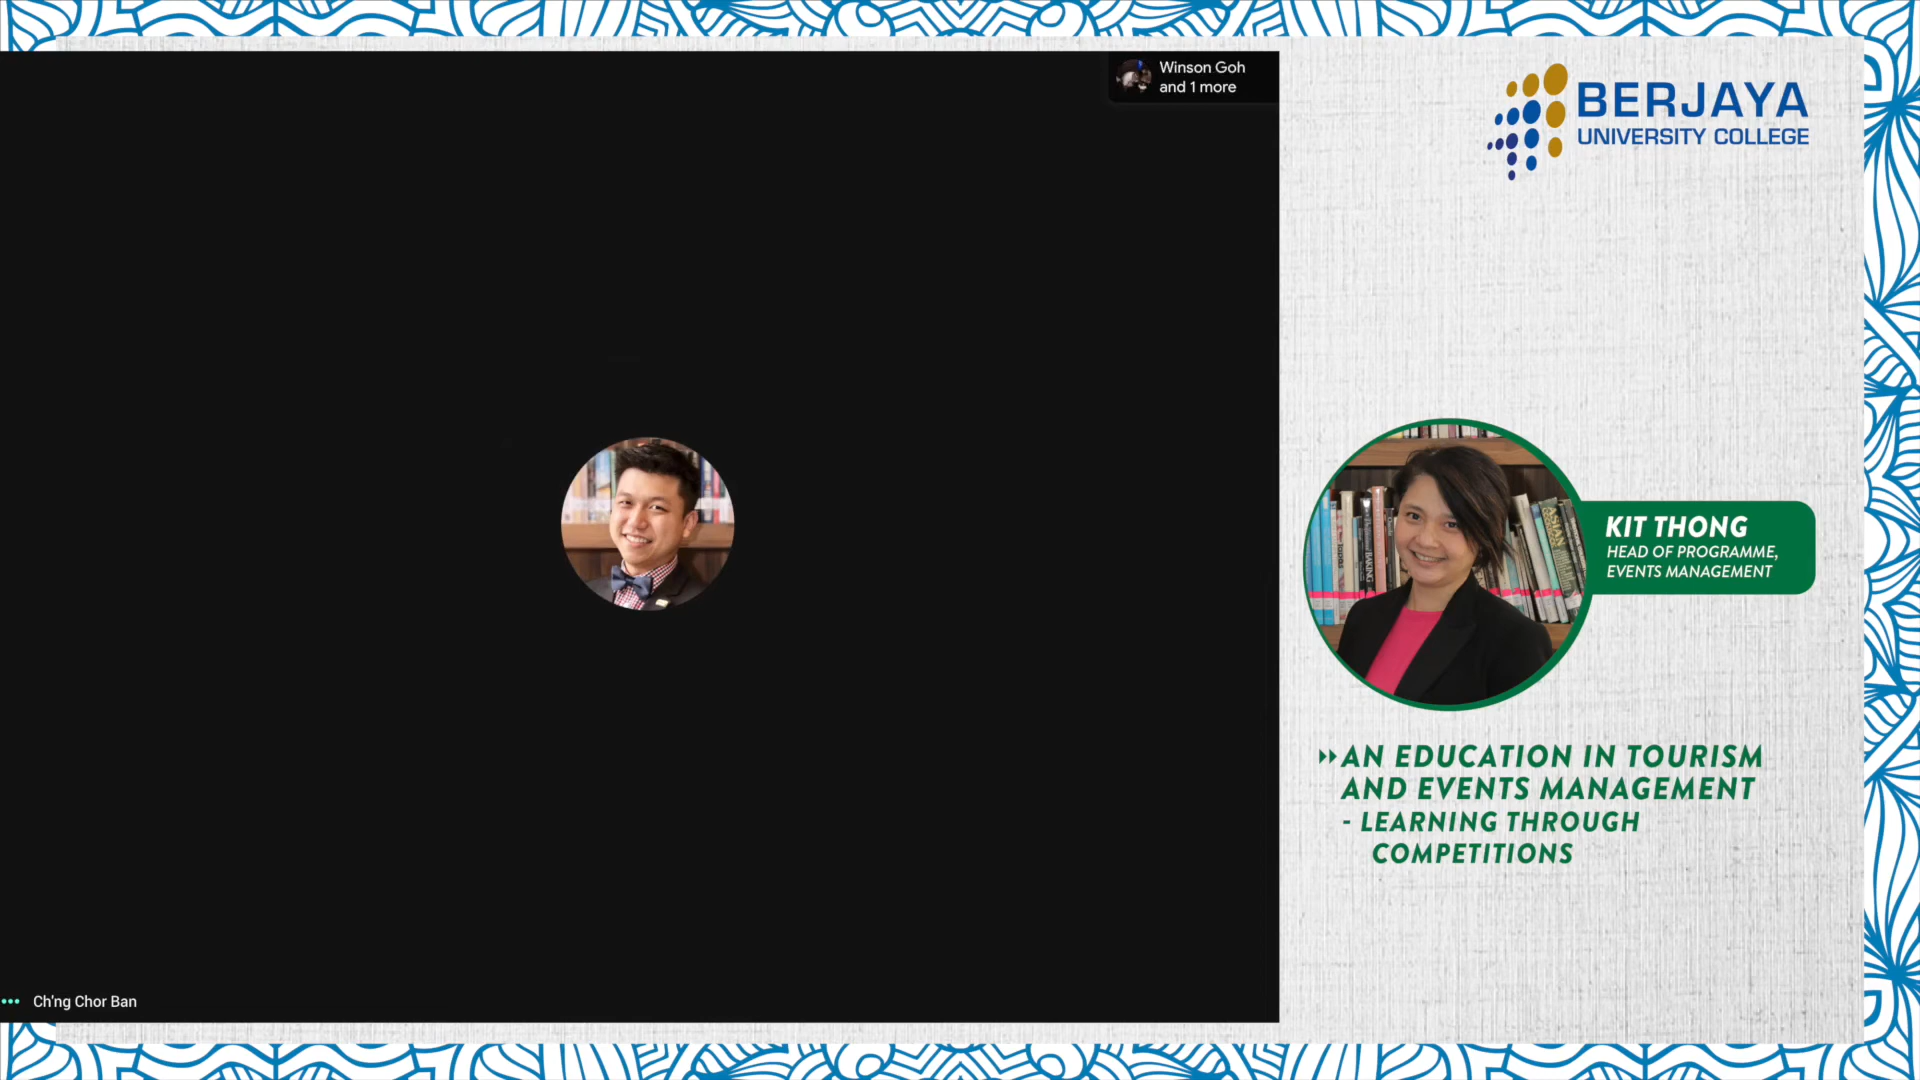 Winson Goh
and 1 more
BERJAYA
UNIVERSITY COLLEGE
KIT THONG
HEAD OF PROGRAMME,
EVENTS MANAGEMENT
AN EDUCATION IN TOURISM
AND EVENTS MANAGEMENT
- LEARNING THROUGH
COMPETITIONS
Ch'ng Chor Ban